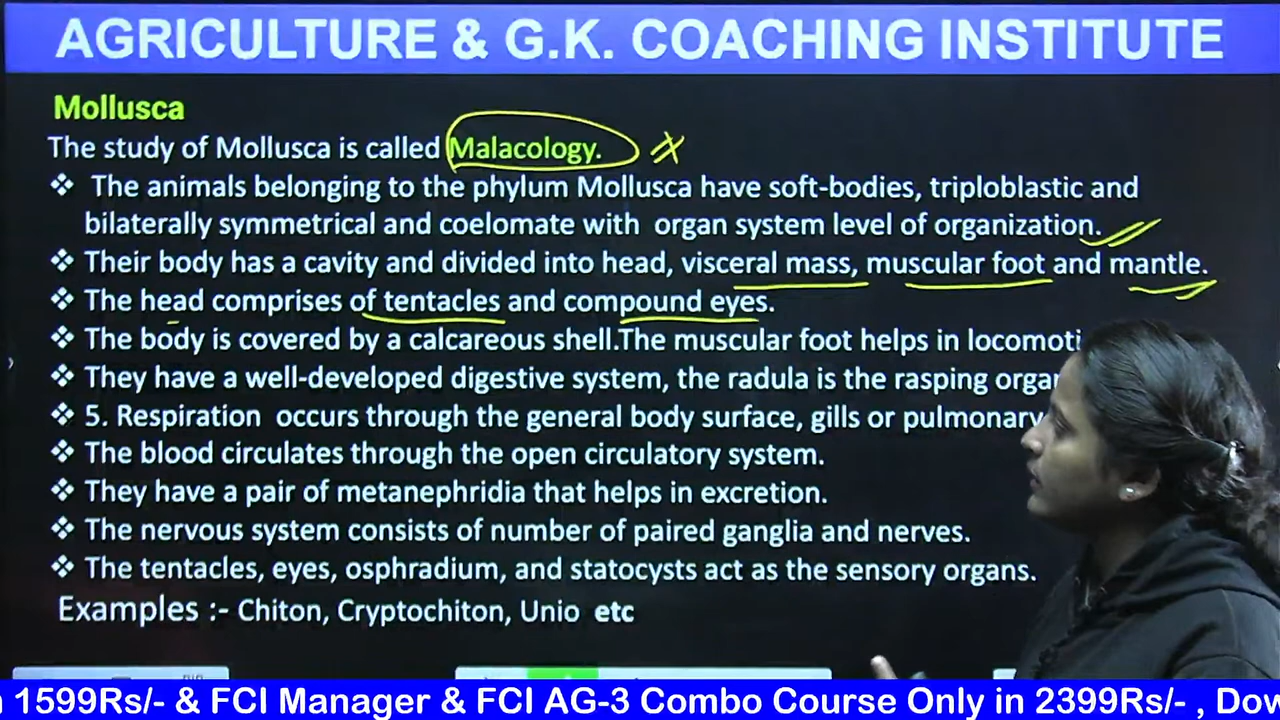 AGRICULTURE & G.K. COACHING INSTITUTE
Mollusca
The study of Mollusca is called Malacology.
❖ The animals belonging to the phylum Mollusca have soft-bodies, triploblastic and
bilaterally symmetrical and coelomate with organ system level of organization.
❖ Their body has a cavity and divided into head, visceral mass, muscular foot and mantle.
❖ The head comprises of tentacles and compound eyes.
❖ The body is covered by a calcareous shell.The muscular foot helps in locomoti
❖ They have a well-developed digestive system, the radula is the rasping orga
❖ 5. Respiration occurs through the general body surface, gills or pulmonary
❖ The blood circulates through the open circulatory system.
❖ They have a pair of metanephridia that helps in excretion.
❖ The nervous system consists of number of paired ganglia and nerves.
❖ The tentacles, eyes, osphradium, and statocysts act as the sensory organs.
Examples :- Chiton, Cryptochiton, Unio etc
1599Rs/- & FCI Manager & FCI AG-3 Combo Course Only in 2399Rs/- , Dow